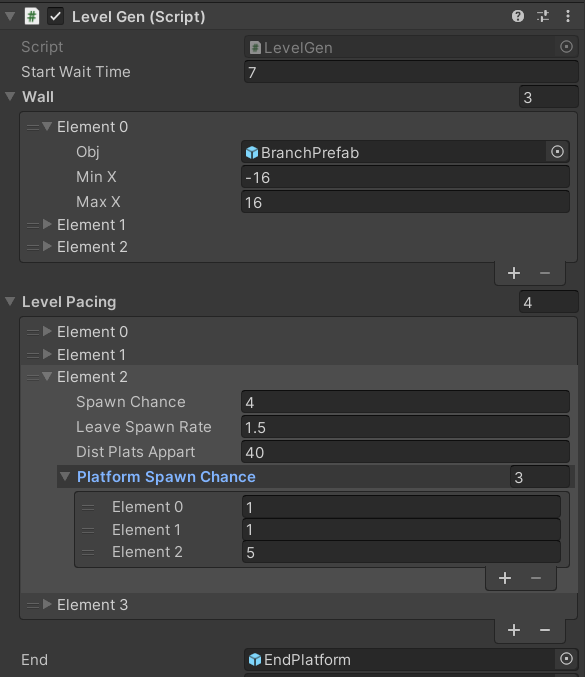 Level Gen (Script)
Script LevelGen
Start Wait Time 7
Wall 3
Element 0
Obj BranchPrefab
Min X -16
Max X 16
Element 1
Element 2
+ -
Level Pacing 4
Element 0
Element 1
Element 2
Spawn Chance 4
Leave Spawn Rate 1.5
Dist Plats Appart 40
Platform Spawn Chance 3
Element 0 1
Element 1 1
Element 2 5
+ -
Element 3
+ -
End EndPlatform